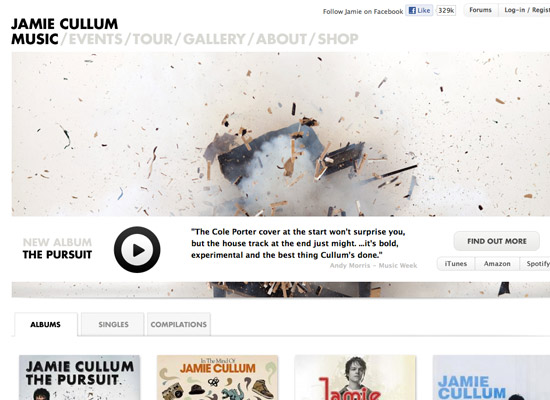 Follow Jamie on Facebook Like 329k Forums Log-in / Regist
JAMIE CULLUM
MUSIC / EVENTS / TOUR / GALLERY / ABOUT / SHOP
NEW ALBUM
THE PURSUIT
"The Cole Porter cover at the start won't surprise you,
but the house track at the end just might. ...it's bold,
experimental and the best thing Cullum's done."
Andy Morris - Music Week
FIND OUT MORE
iTunes Amazon Spotify
ALBUMS SINGLES COMPILATIONS
JAMIE CULLUM
THE PURSUIT.
In The Mind Of
JAMIE CULLUM
jamie
JAMIE
CULLUM